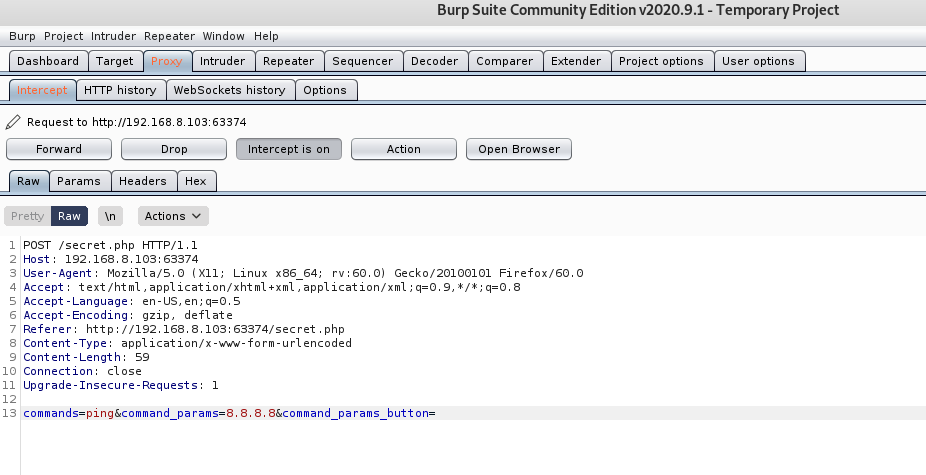 Burp Suite Community Edition v2020.9.1 - Temporary Project
Burp Project Intruder Repeater Window Help
Dashboard Target Proxy Intruder Repeater Sequencer Decoder Comparer Extender Project options User options
Intercept HTTP history WebSockets history Options
Request to http://192.168.8.103:63374
Forward Drop Intercept is on Action Open Browser
Raw Params Headers Hex
Pretty Raw \n Actions
1 POST /secret.php HTTP/1.1
2 Host: 192.168.8.103:63374
3 User-Agent: Mozilla/5.0 (X11; Linux x86_64; rv:60.0) Gecko/20100101 Firefox/60.0
4 Accept: text/html,application/xhtml+xml,application/xml;q=0.9,*/*;q=0.8
5 Accept-Language: en-US,en;q=0.5
6 Accept-Encoding: gzip, deflate
7 Referer: http://192.168.8.103:63374/secret.php
8 Content-Type: application/x-www-form-urlencoded
9 Content-Length: 59
10 Connection: close
11 Upgrade-Insecure-Requests: 1
12
13 commands=ping&command_params=8.8.8.8&command_params_button=